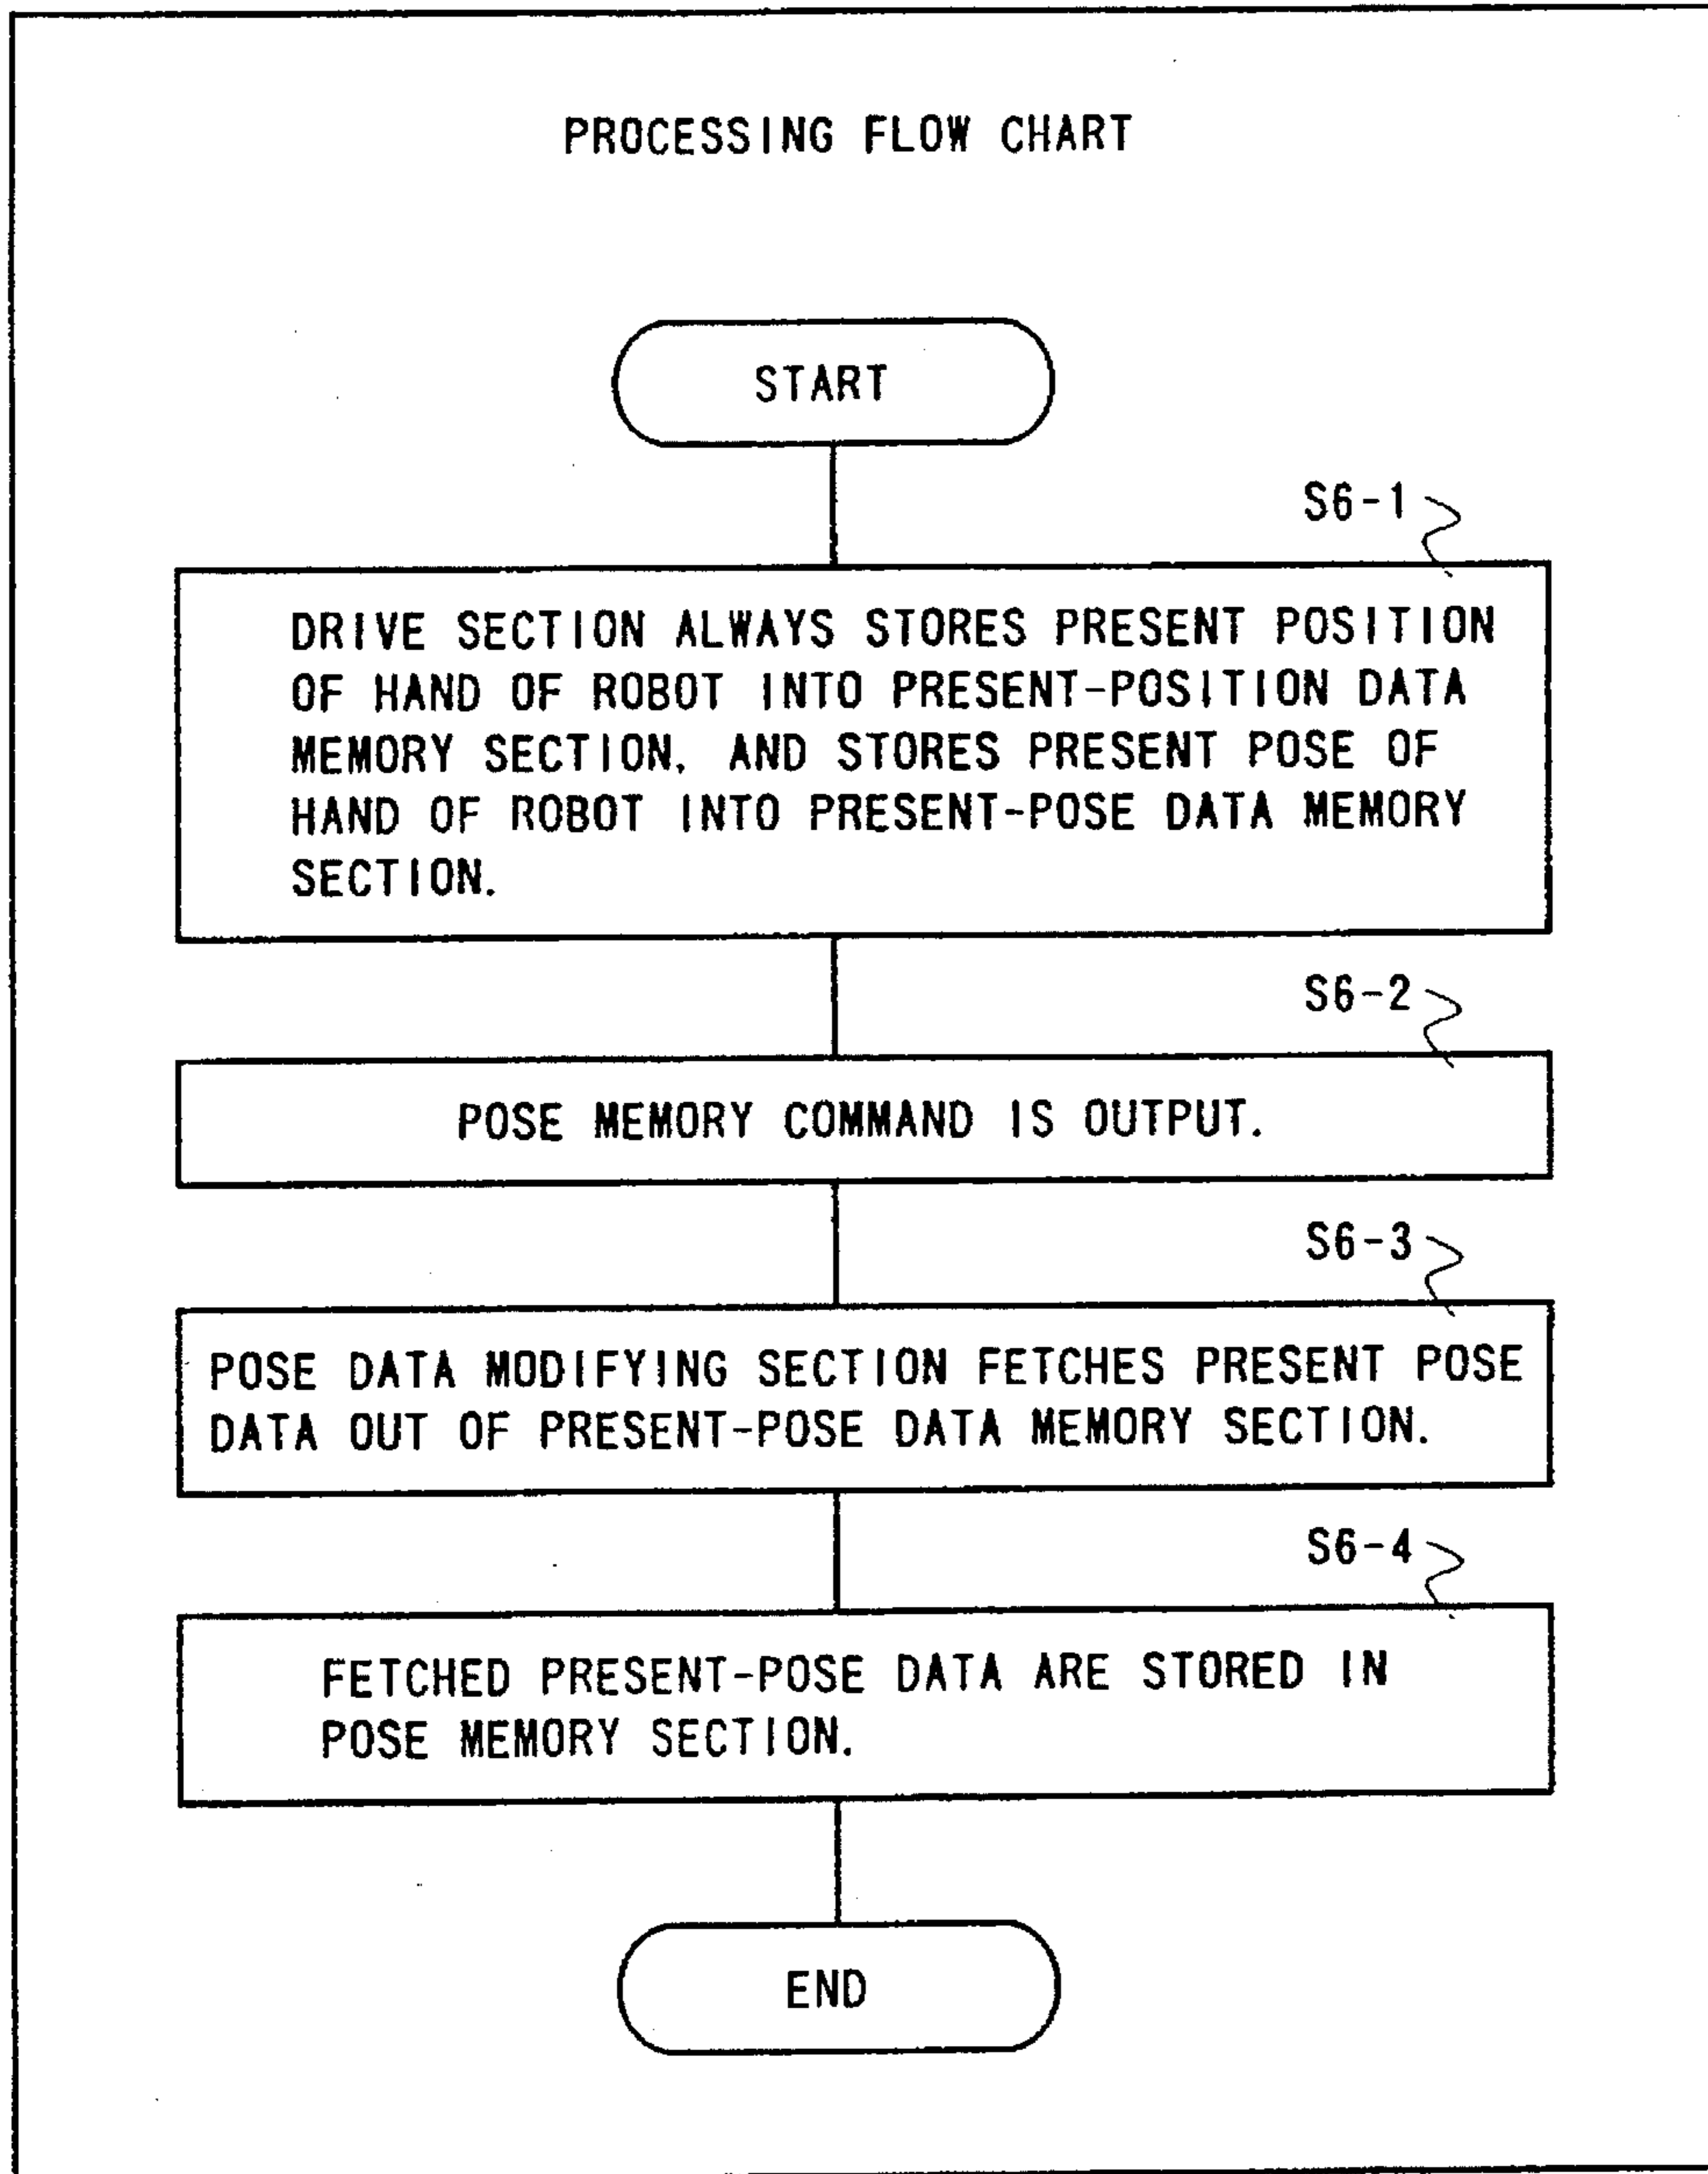 PROCESSING FLOW CHART
START
S6-1
DRIVE SECTION ALWAYS STORES PRESENT POSITION
OF HAND OF ROBOT INTO PRESENT-POSITION DATA
MEMORY SECTION, AND STORES PRESENT POSE OF
HAND OF ROBOT INTO PRESENT-POSE DATA MEMORY
SECTION.
S6-2
POSE MEMORY COMMAND IS OUTPUT.
S6-3
POSE DATA MODIFYING SECTION FETCHES PRESENT POSE
DATA OUT OF PRESENT-POSE DATA MEMORY SECTION.
S6-4
FETCHED PRESENT-POSE DATA ARE STORED IN
POSE MEMORY SECTION.
END